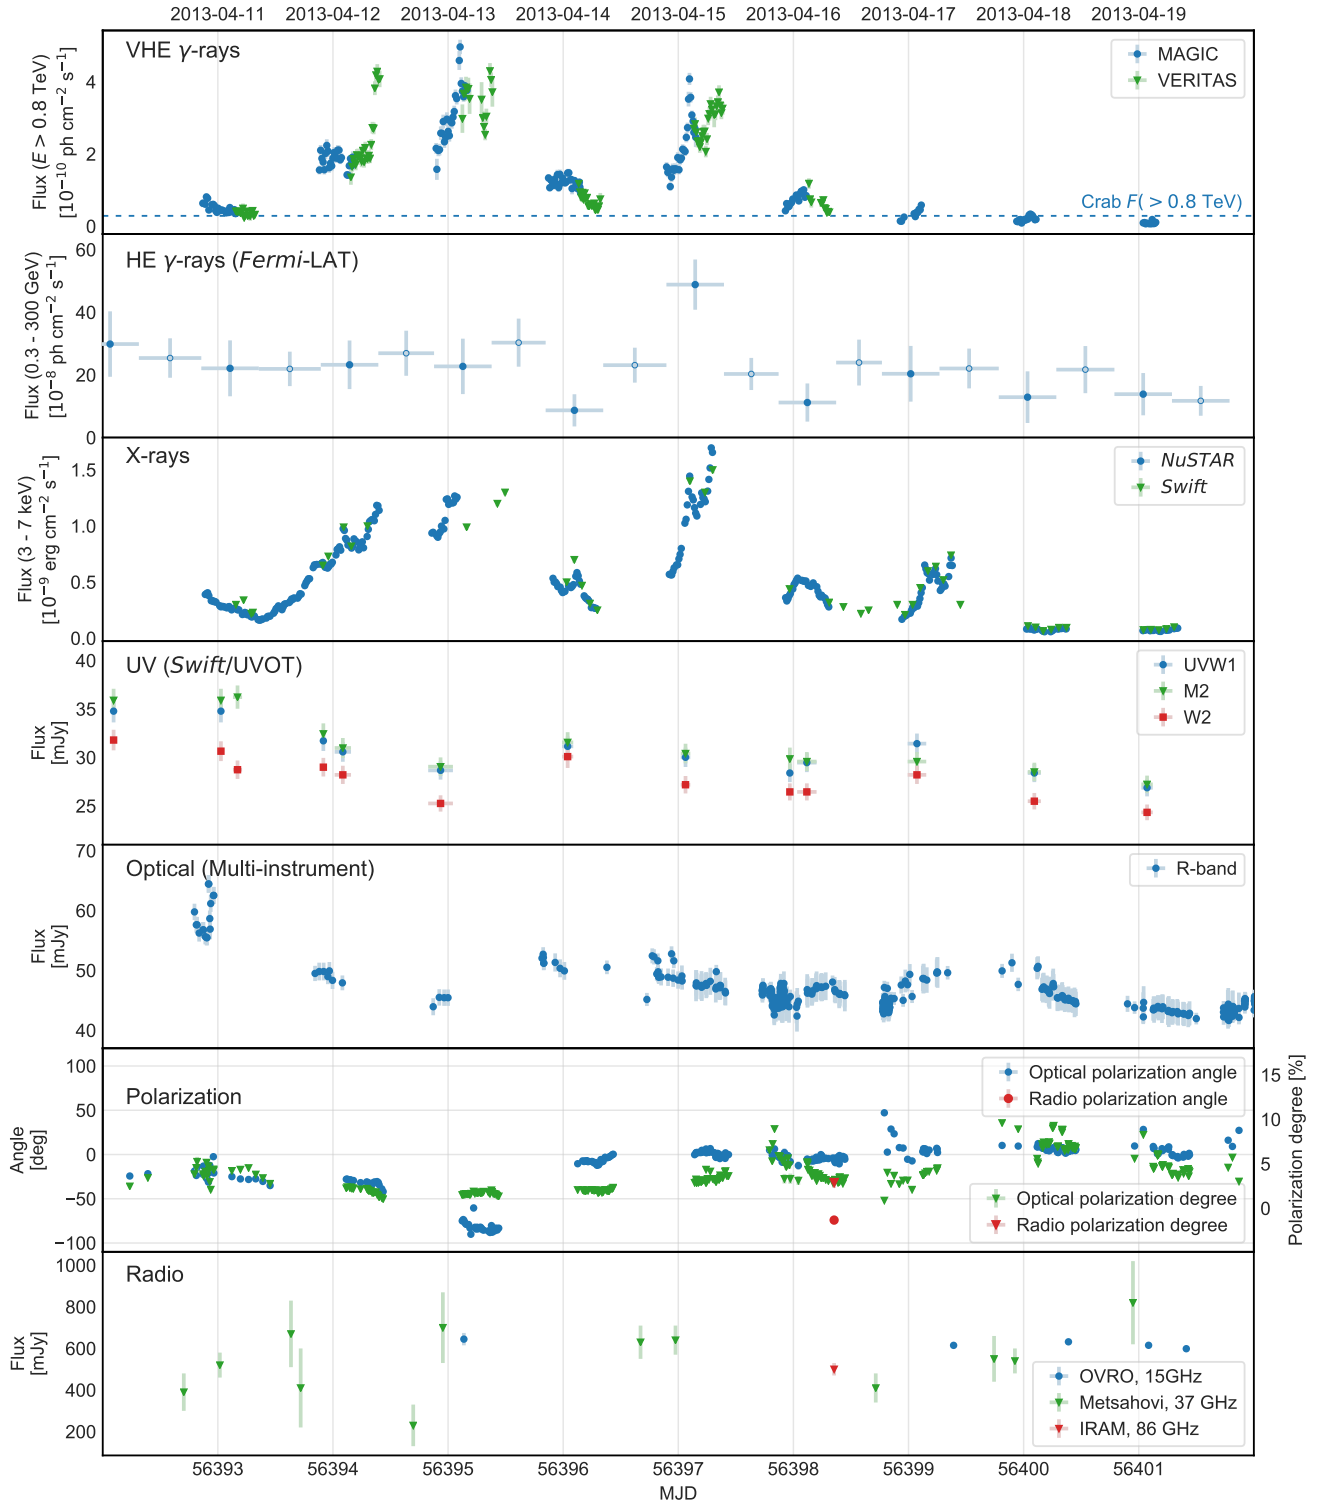 2013-04-11 2013-04-12 2013-04-13 2013-04-14 2013-04-15 2013-04-16 2013-04-17 2013-04-18 2013-04-19
VHE γ-rays
MAGIC
VERITAS
Flux (E > 0.8 TeV)
[10⁻¹⁰ ph cm⁻² s⁻¹]
4
2
0
Crab F( > 0.8 TeV)
HE γ-rays (Fermi-LAT)
Flux (0.3 - 300 GeV)
[10⁻⁸ ph cm⁻² s⁻¹]
60
40
20
0
X-rays
NuSTAR
Swift
Flux (3 - 7 keV)
[10⁻⁹ erg cm⁻² s⁻¹]
1.5
1.0
0.5
0.0
UV (Swift/UVOT)
UVW1
M2
W2
Flux
[mJy]
40
35
30
25
Optical (Multi-instrument)
R-band
Flux
[mJy]
70
60
50
40
Polarization
Optical polarization angle
Radio polarization angle
Optical polarization degree
Radio polarization degree
Angle
[deg]
100
50
0
−50
−100
15
10
5
0
Polarization degree [%]
Radio
Flux
[mJy]
1000
800
600
400
200
OVRO, 15GHz
Metsahovi, 37 GHz
IRAM, 86 GHz
56393 56394 56395 56396 56397 56398 56399 56400 56401
MJD